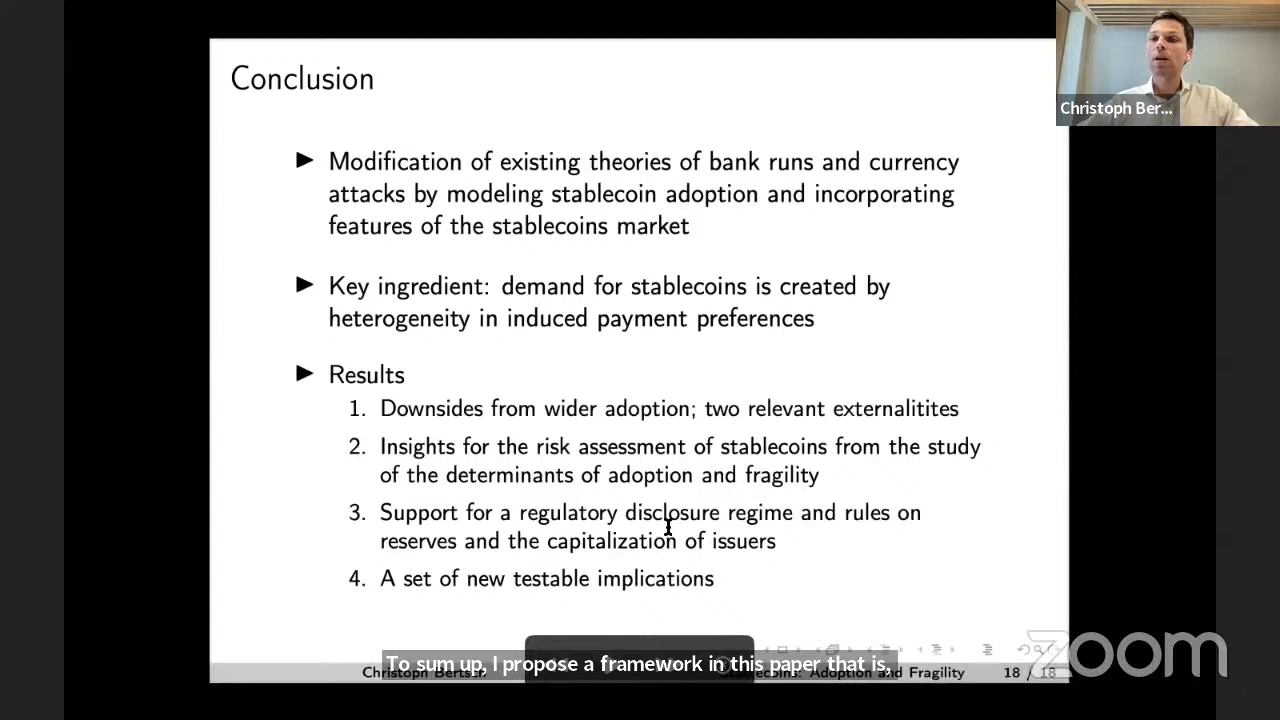 Conclusion
Christoph Ber...
▶ Modification of existing theories of bank runs and currency
attacks by modeling stablecoin adoption and incorporating
features of the stablecoins market
▶ Key ingredient: demand for stablecoins is created by
heterogeneity in induced payment preferences
▶ Results
1. Downsides from wider adoption; two relevant externalitites
2. Insights for the risk assessment of stablecoins from the study
of the determinants of adoption and fragility
3. Support for a regulatory disclosure regime and rules on
reserves and the capitalization of issuers
4. A set of new testable implications
To sum up, I propose a framework in this paper that is,
Christoph Bertsch Stablecoins: Adoption and Fragility 18 / 18
zoom